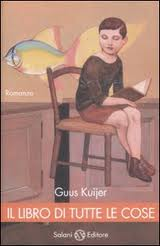 Romanzo
Guus Kuijer
IL LIBRO DI TUTTE LE COSE
Salani Editore